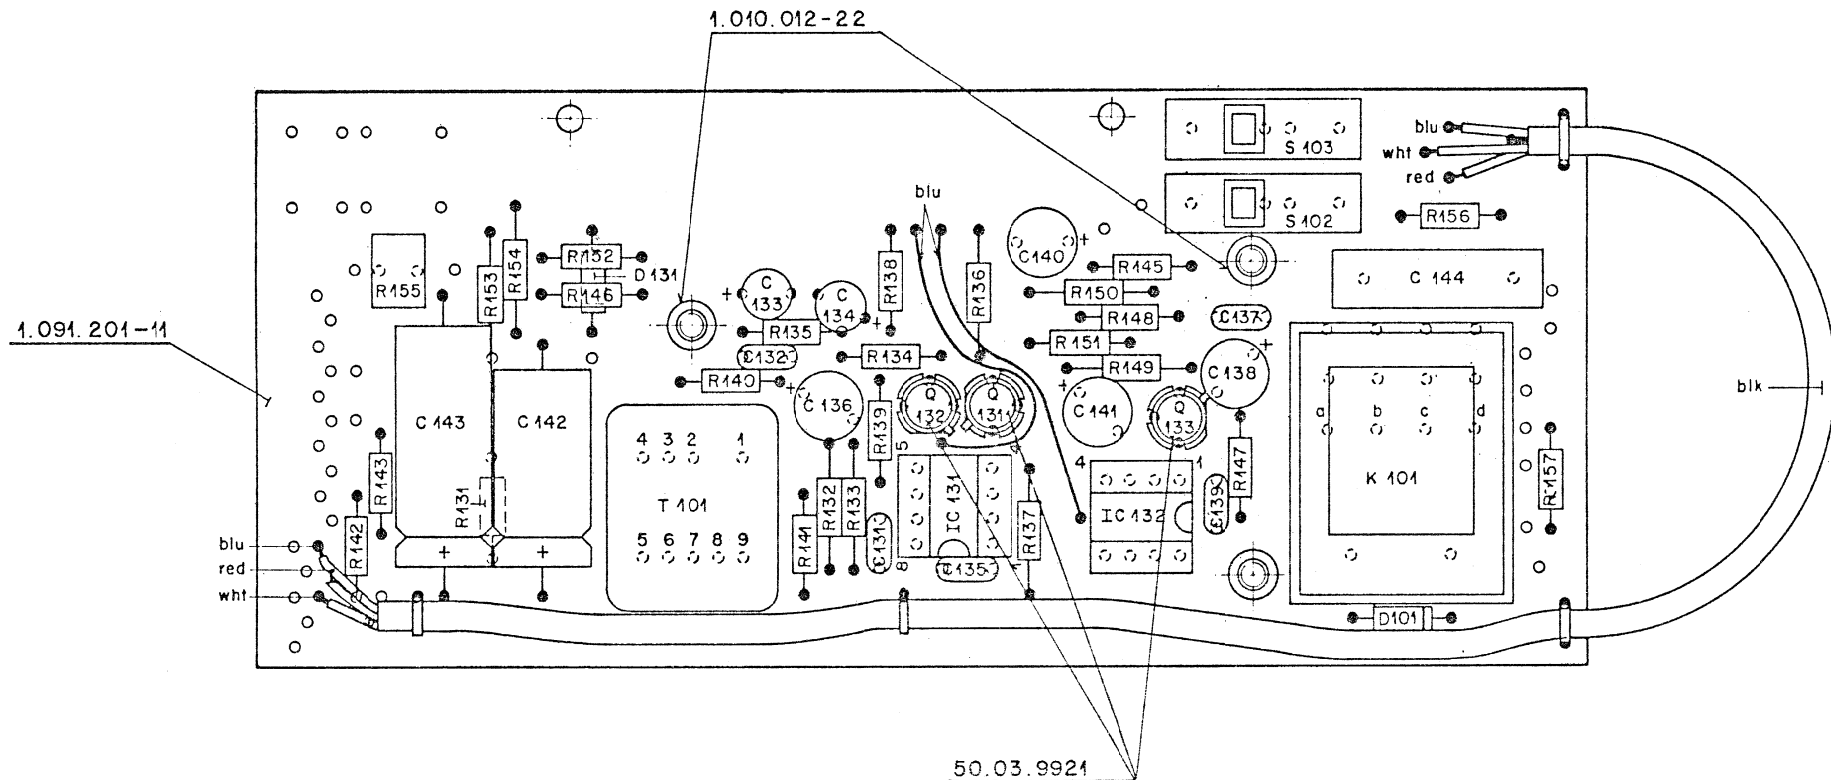 1.010.012-22
blu
S 103
wht
red
blu
S 102
R156
R138
R136
C140
+
R145
C 144
R154
R153
R152
D131
R155
R146
+
C
133
C
134
+
R150
R148
C137
1.091.201-11
R135
R151
+
C132
R134
R149
C138
R140
+
+
blk
C 143
C 142
C 136
R139
Q
132
Q
131
C 141
Q
133
a
b
c
d
R143
4
3
2
1
5
4
4
1
R147
K 101
R157
R131
T 101
R132
R133
IC 131
R137
IC 132
C139
R142
R141
C131
5
6
7
8
9
blu
+
+
8
C135
1
red
wht
D101
50.03.9921